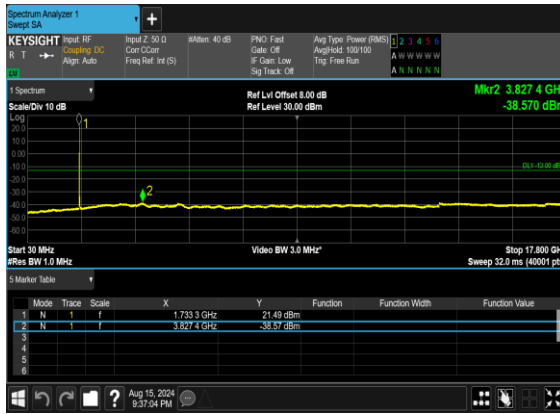 Spectrum Analyzer 1
Swept SA
+
KEYSIGHT Input: RF Input Z: 50 Ω #Atten: 40 dB PNO: Fast Avg Type: Power (RMS) 1 2 3 4 5 6
R T Coupling: DC Corr CCorr Gate: Off Avg|Hold: 100/100 A W W W W W
Align: Auto Freq Ref: Int (S) IF Gain: Low Trig: Free Run
Sig Track: Off A N N N N N
1 Spectrum
Scale/Div 10 dB Ref Lvl Offset 8.00 dB Mkr2 3.827 4 GH
Ref Level 30.00 dBm -38.570 dB
Log
20.0
10.0
0.00
-10.0
-20.0
-30.0
-40.0
-50.0
-60.0
1
2
DL1 -13.00 dB
Start 30 MHz Video BW 3.0 MHz* Stop 17.800 GH
#Res BW 1.0 MHz Sweep 32.0 ms (40001 pt
5 Marker Table
Mode Trace Scale X Y Function Function Width Function Value
1 N 1 f 1.733 3 GHz 21.49 dBm
2 N 1 f 3.827 4 GHz -38.57 dBm
3
4
5
6
? Aug 15, 2024
9:37:04 PM